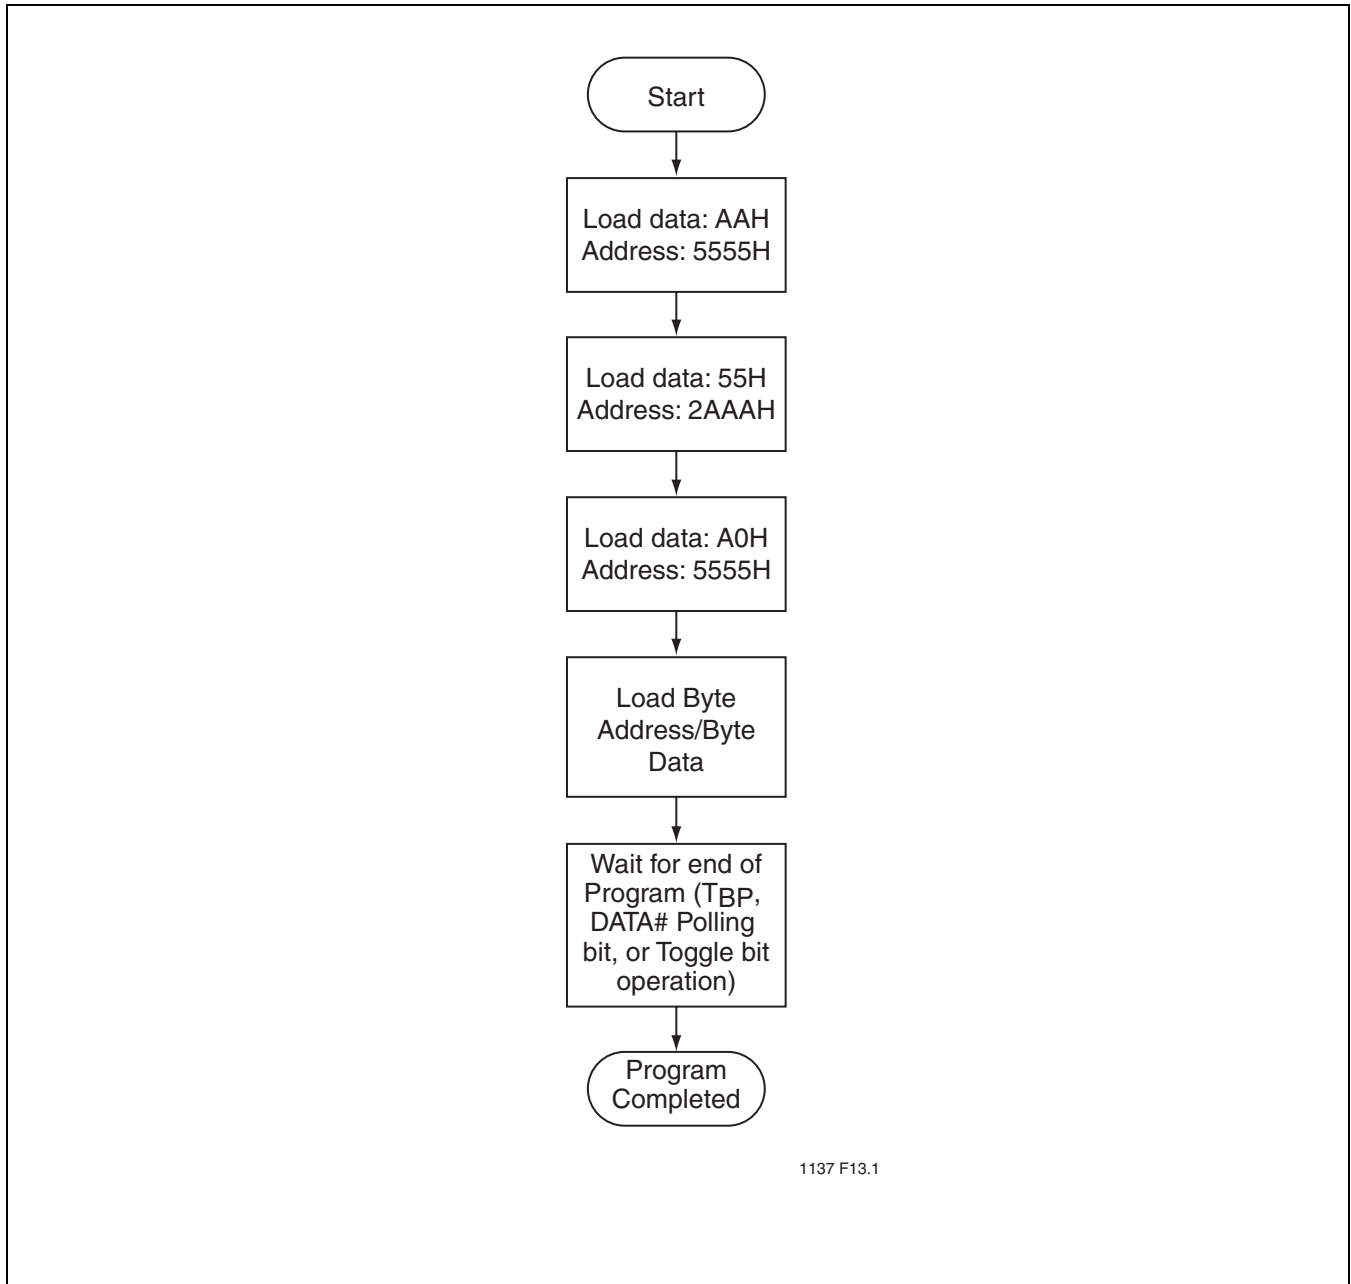 Start
Load data: AAH
Address: 5555H
Load data: 55H
Address: 2AAAH
Load data: A0H
Address: 5555H
Load Byte
Address/Byte
Data
Wait for end of
Program (TBP,
DATA# Polling
bit, or Toggle bit
operation)
Program
Completed
1137 F13.1